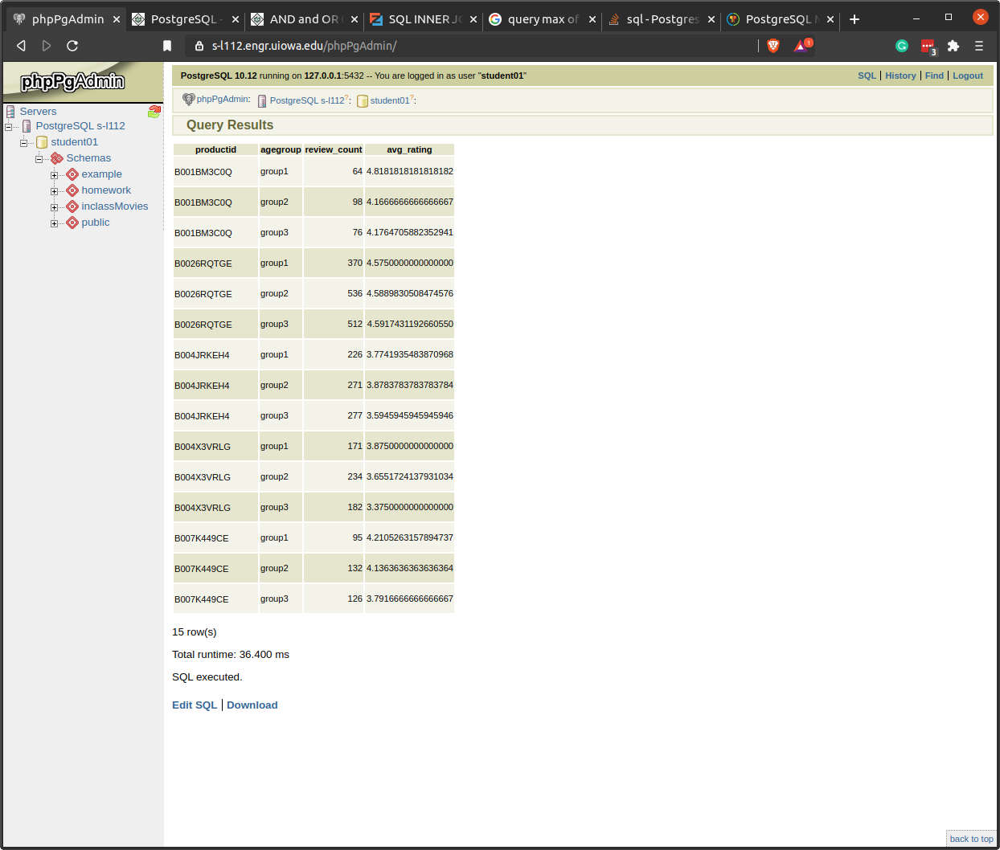 phpPgAdmin
PostgreSQL -
AND and OR
SQL INNER JO
query max of
sql - Postgres
PostgreSQL
s-l112.engr.uiowa.edu/phpPgAdmin/
1
3
phpPgAdmin
PostgreSQL 10.12 running on 127.0.0.1:5432 -- You are logged in as user "student01"
SQL | History | Find | Logout
phpPgAdmin: PostgreSQL s-l112?: student01?:
Servers
PostgreSQL s-l112
student01
Schemas
example
homework
inclassMovies
public
Query Results
productid agegroup review_count avg_rating
B001BM3C0Q group1 64 4.8181818181818182
B001BM3C0Q group2 98 4.1666666666666667
B001BM3C0Q group3 76 4.1764705882352941
B0026RQTGE group1 370 4.5750000000000000
B0026RQTGE group2 536 4.5889830508474576
B0026RQTGE group3 512 4.5917431192660550
B004JRKEH4 group1 226 3.7741935483870968
B004JRKEH4 group2 271 3.8783783783783784
B004JRKEH4 group3 277 3.5945945945945946
B004X3VRLG group1 171 3.8750000000000000
B004X3VRLG group2 234 3.6551724137931034
B004X3VRLG group3 182 3.3750000000000000
B007K449CE group1 95 4.2105263157894737
B007K449CE group2 132 4.1363636363636364
B007K449CE group3 126 3.7916666666666667
15 row(s)
Total runtime: 36.400 ms
SQL executed.
Edit SQL | Download
back to top